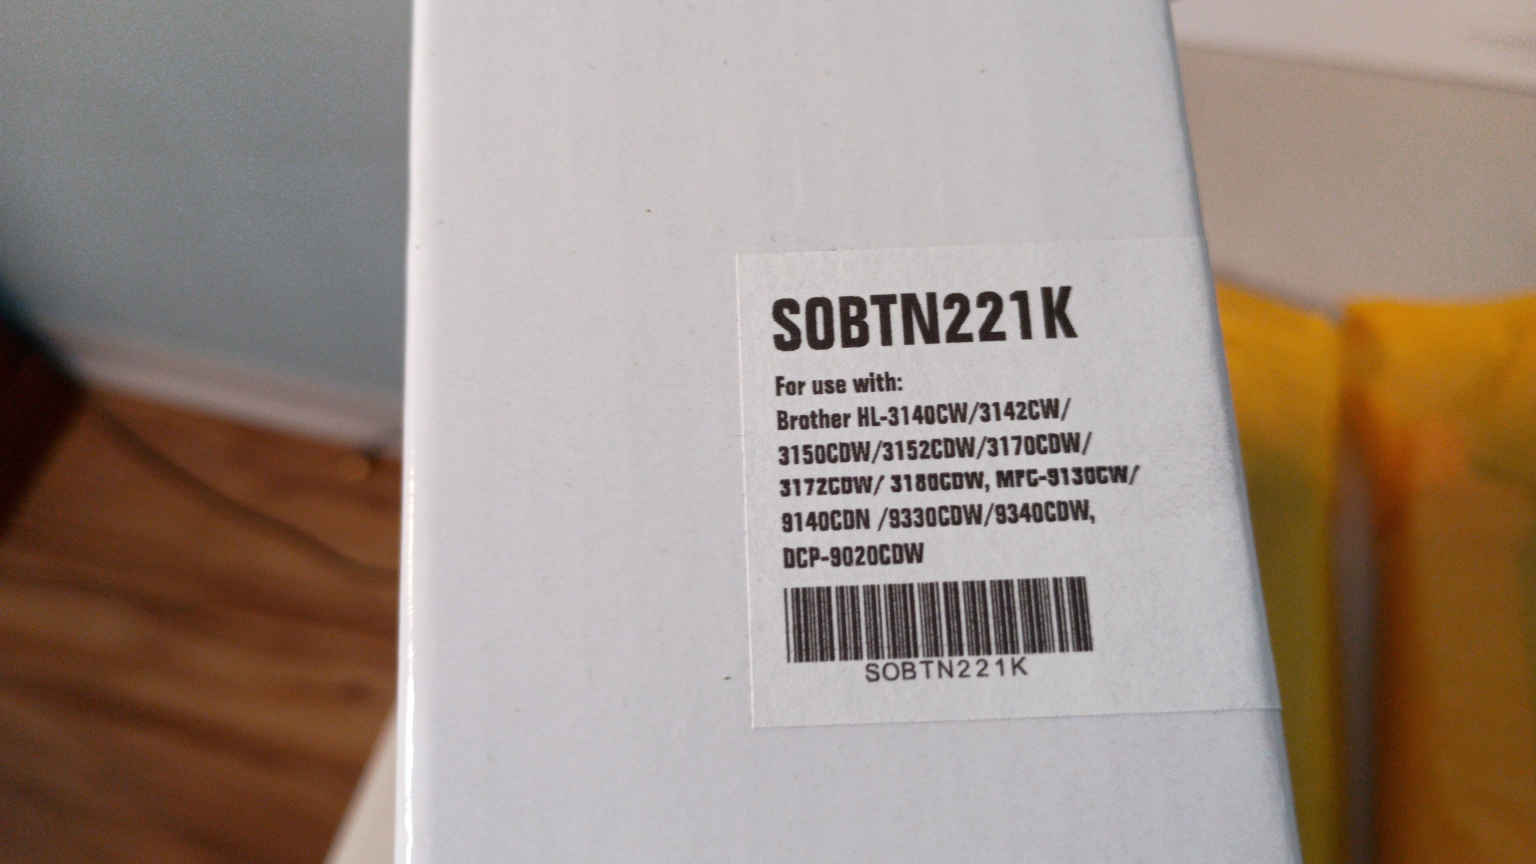 SOBTN221K
For use with:
Brother HL-3140CW/3142CW/
3150CDW/3152CDW/3170CDW/
3172CDW/ 3180CDW, MFC-9130CW/
9140CDN /9330CDW/9340CDW,
DCP-9020CDW
SOBTN221K